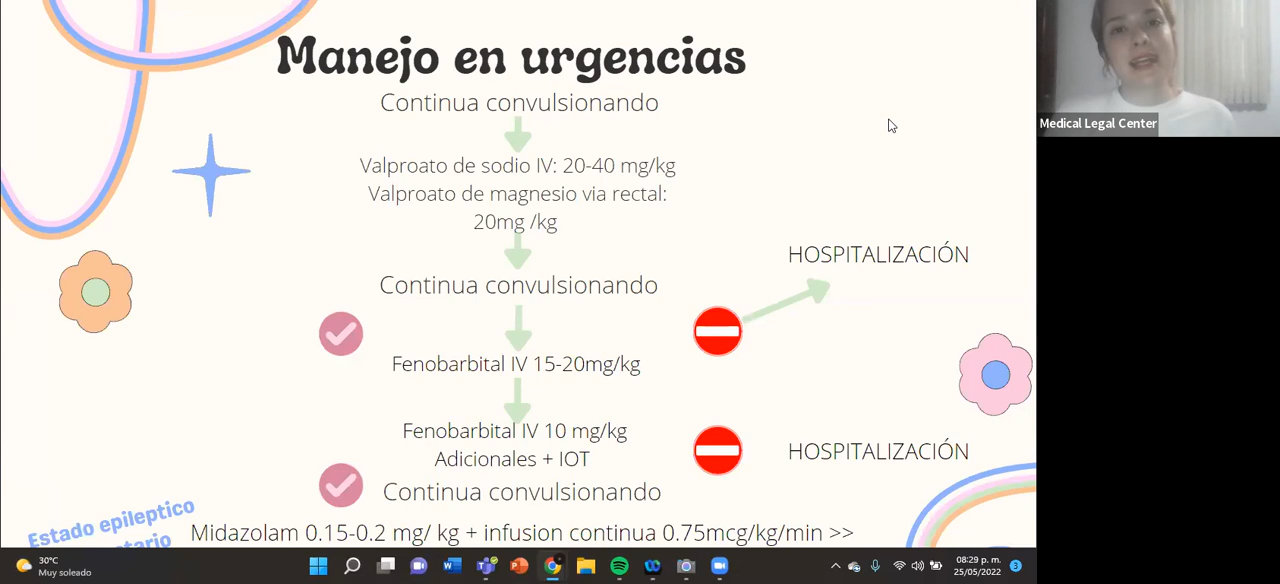 Manejo en urgencias
Continua convulsionando
Valproato de sodio IV: 20-40 mg/kg
Valproato de magnesio via rectal:
20mg /kg
Continua convulsionando
HOSPITALIZACIÓN
Fenobarbital IV 15-20mg/kg
Fenobarbital IV 10 mg/kg
Adicionales + IOT
HOSPITALIZACIÓN
Continua convulsionando
Estado epileptico
Midazolam 0.15-0.2 mg/ kg + infusion continua 0.75mcg/kg/min >>
Medical Legal Center
30°C
Muy soleado
08:29 p. m.
25/05/2022
3